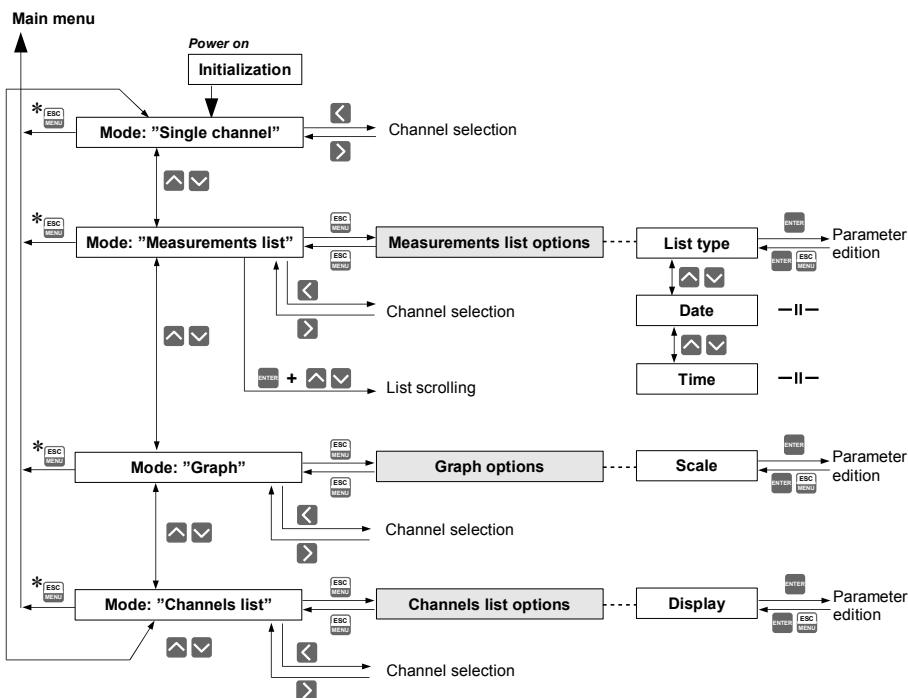 Main menu
Power on
Initialization
* ESC MENU
Mode: ”Single channel”
Channel selection
* ESC MENU
Mode: ”Measurements list”
ESC MENU
ESC MENU
Measurements list options
List type
ENTER
ENTER ESC MENU
Parameter
edition
Channel selection
Date
—II—
ENTER +
List scrolling
Time
—II—
* ESC MENU
Mode: ”Graph”
ESC MENU
ESC MENU
Graph options
Scale
ENTER
ENTER ESC MENU
Parameter
edition
Channel selection
* ESC MENU
Mode: ”Channels list”
ESC MENU
ESC MENU
Channels list options
Display
ENTER
ENTER ESC MENU
Parameter
edition
Channel selection